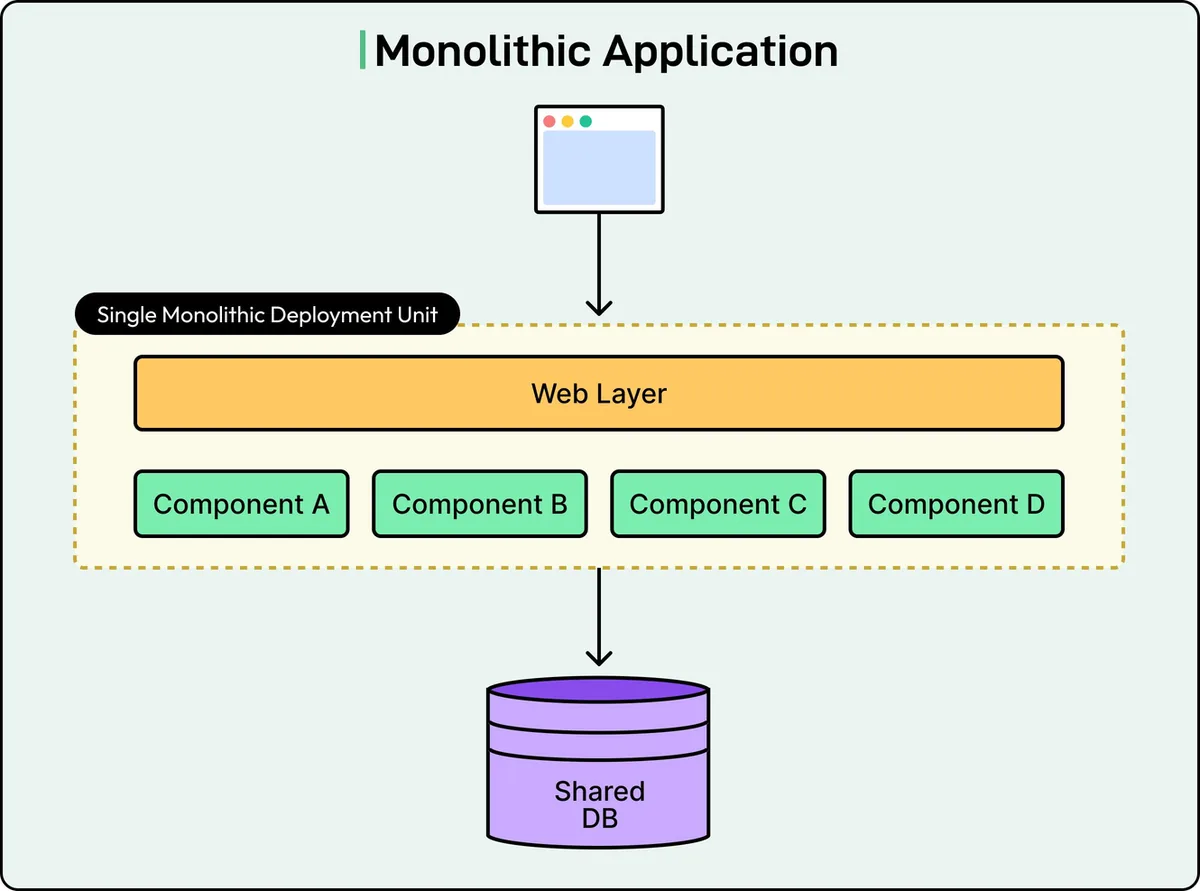 Monolithic Application
Single Monolithic Deployment Unit
Web Layer
Component A
Component B
Component C
Component D
Shared
DB